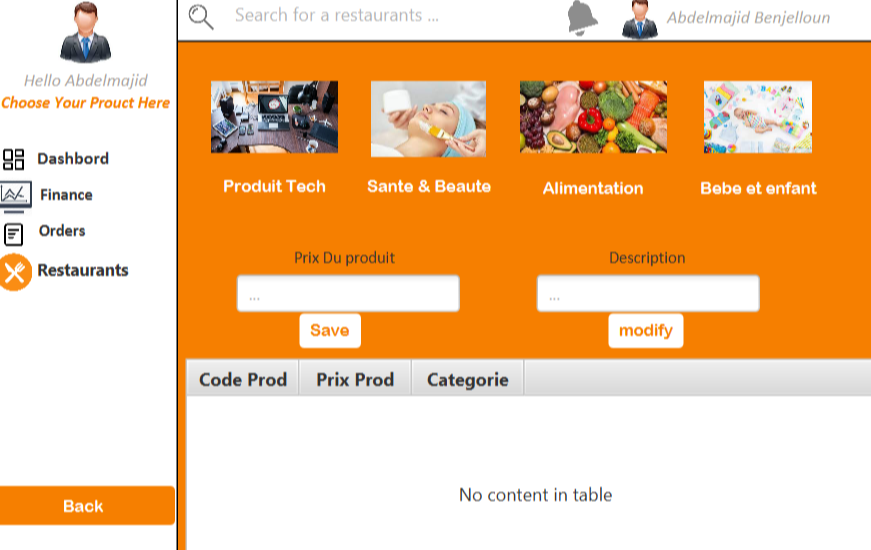 Search for a restaurants ...
Abdelmajid Benjelloun
Hello Abdelmajid
Choose Your Prouct Here
Dashbord
Finance
Orders
Restaurants
Back
Produit Tech
Sante & Beaute
Alimentation
Bebe et enfant
Prix Du produit
Description
...
...
Save
modify
Code Prod
Prix Prod
Categorie
No content in table